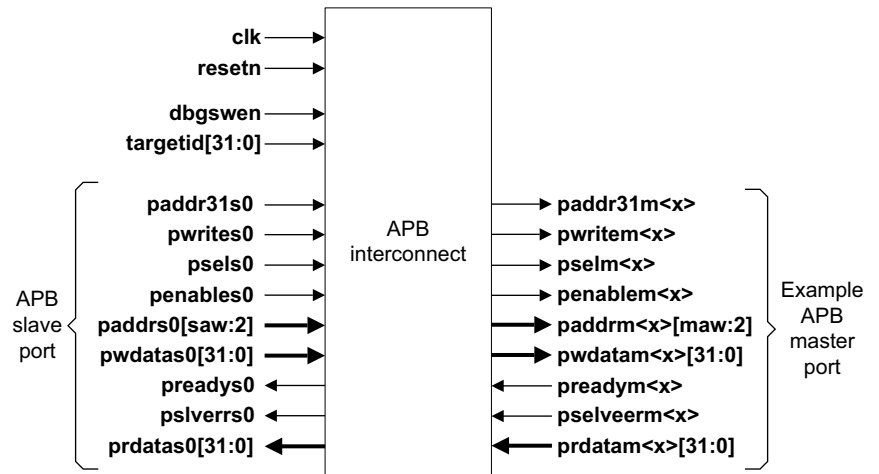 clk
resetn
dbgswen
targetid[31:0]
paddr31s0
pwrites0
psels0
penables0
paddrs0[saw:2]
pwdatas0[31:0]
preadys0
pslverrs0
prdatas0[31:0]
APB
slave
port
APB
interconnect
paddr31m<x>
pwritem<x>
pselm<x>
penablem<x>
paddrm<x>[maw:2]
pwdatam<x>[31:0]
preadym<x>
pselveerm<x>
prdatam<x>[31:0]
Example
APB
master
port